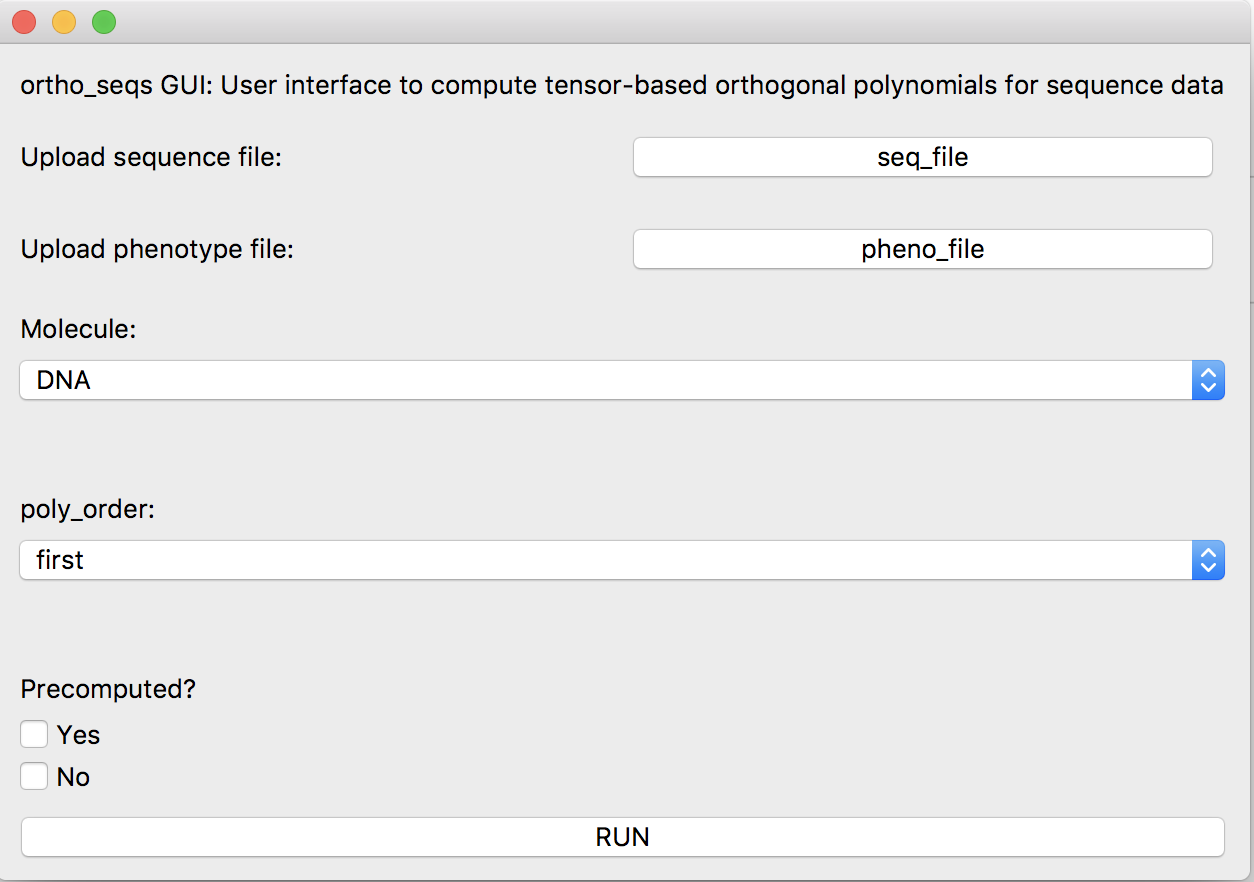 ortho_seqs GUI: User interface to compute tensor-based orthogonal polynomials for sequence data
Upload sequence file:
seq_file
Upload phenotype file:
pheno_file
Molecule:
DNA
poly_order:
first
Precomputed?
Yes
No
RUN